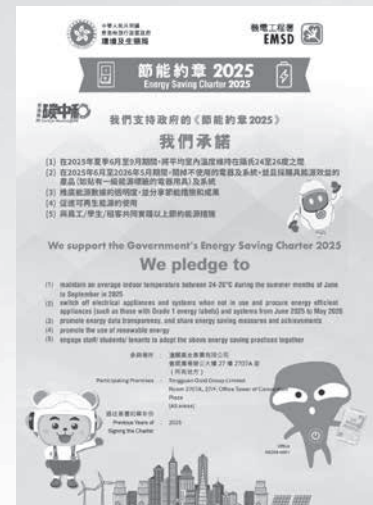 中華人民共和國
香港特別行政區政府
環境及生態局
機電工程署
EMSD
節能約章 2025
Energy Saving Charter 2025
碳中和
我們支持政府的《節能約章2025》
我們承諾
(1) 在2025年夏季6月至9月期間，將平均室內溫度維持在攝氏24至26度之間
(2) 在2025年6月至2026年5月期間，關掉不使用的電器及系統，並且採購具能源效益的
產品（如貼有一級能源標籤的電器用具）及系統
(3) 推廣能源數據的透明度，並分享節能措施和成果
(4) 促進可再生能源的使用
(5) 與員工/學生/租客共同實踐以上節能措施
We support the Government's Energy Saving Charter 2025
We pledge to
(1) maintain an average indoor temperature between 24-26°C during the summer months of June
to September in 2025
(2) switch off electrical appliances and systems when not in use and procure energy efficient
appliances (such as those with Grade 1 energy labels) and systems from June 2025 to May 2026
(3) promote energy data transparency, and share energy saving measures and achievements
(4) promote the use of renewable energy
(5) engage staff/ students/ tenants to adopt the above energy saving practices together
Participating Premises :
Group Limited
Room 2707A, 27/F, Office Tower of
Plaza
Previous Years of
Signing the Charter
: 2025
Office